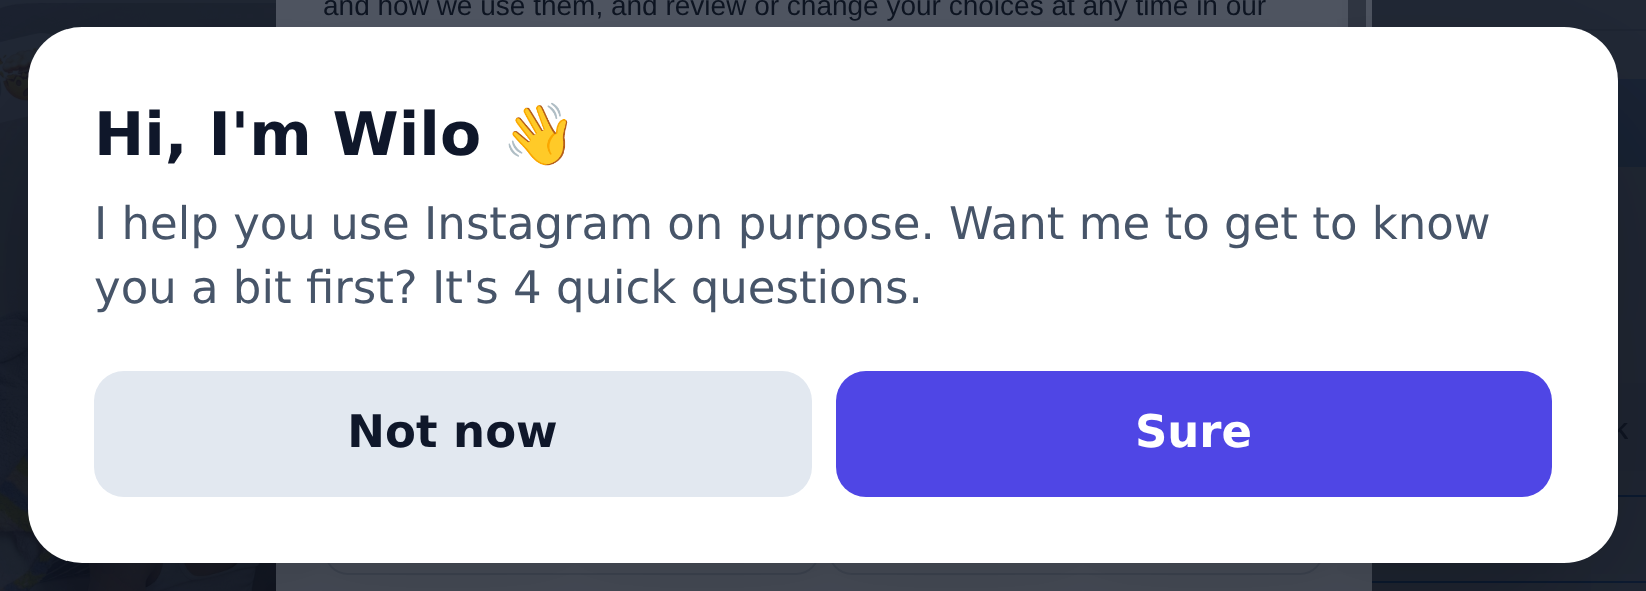 and how we use them, and review or change your choices at any time in our
Hi, I'm Wilo 👋
I help you use Instagram on purpose. Want me to get to know
you a bit first? It's 4 quick questions.
Not now
Sure